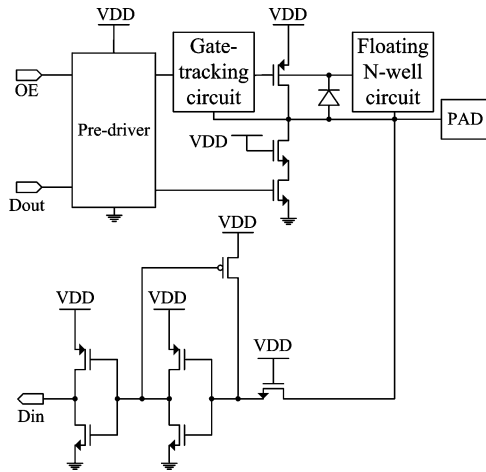 VDD
VDD
OE
Gate-
tracking
circuit
Floating
N-well
circuit
Pre-driver
VDD
PAD
Dout
VDD
VDD
VDD
VDD
Din